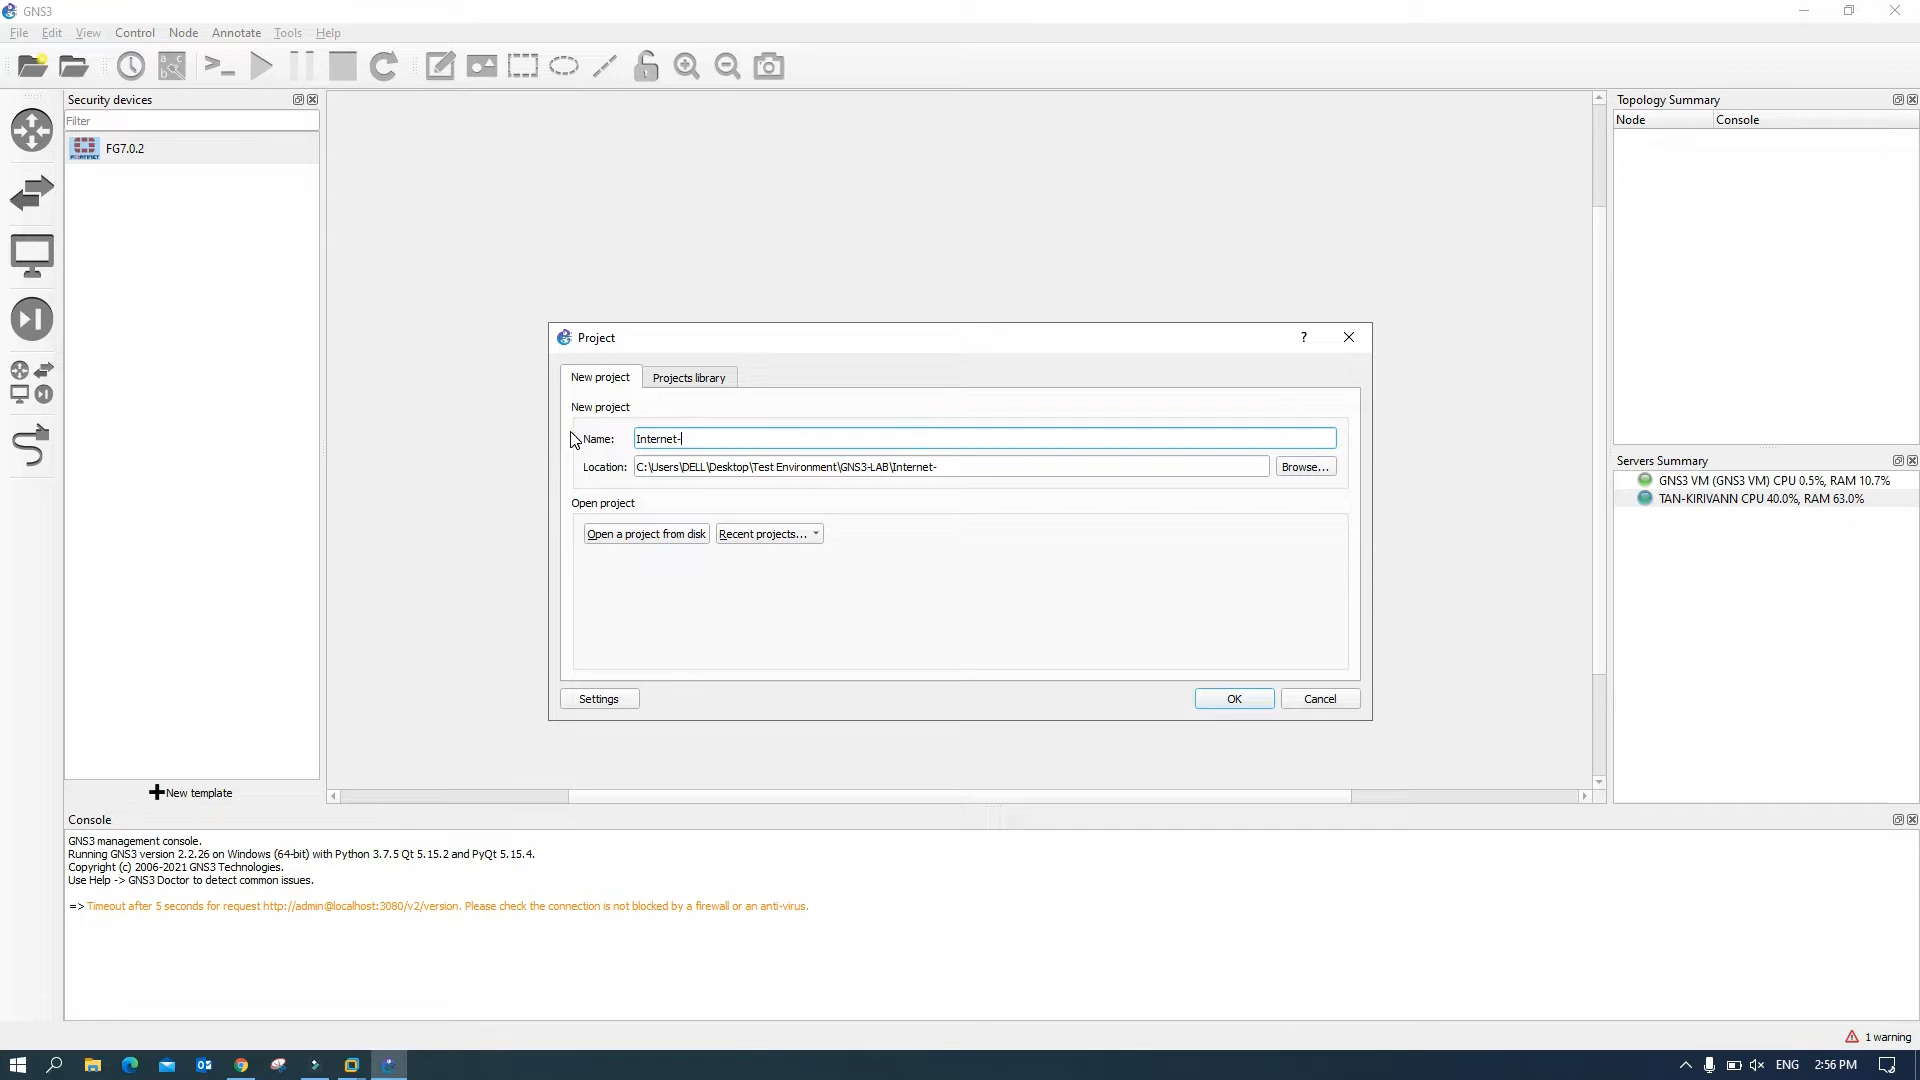 GNS3
File Edit View Control Node Annotate Tools Help
Security devices
Filter
FORTINET FG7.0.2
New template
Project
New project Projects library
New project
Name: Internet-
Location: C:\Users\DELL\Desktop\Test Environment\GNS3-LAB\Internet- Browse...
Open project
Open a project from disk Recent projects...
Settings OK Cancel
Topology Summary
Node Console
Servers Summary
GNS3 VM (GNS3 VM) CPU 0.5%, RAM 10.7%
TAN-KIRIVANN CPU 40.0%, RAM 63.0%
Console
GNS3 management console.
Running GNS3 version 2.2.26 on Windows (64-bit) with Python 3.7.5 Qt 5.15.2 and PyQt 5.15.4.
Copyright (c) 2006-2021 GNS3 Technologies.
Use Help -> GNS3 Doctor to detect common issues.
=> Timeout after 5 seconds for request http://admin@localhost:3080/v2/version. Please check the connection is not blocked by a firewall or an anti-virus.
1 warning
ENG 2:56 PM